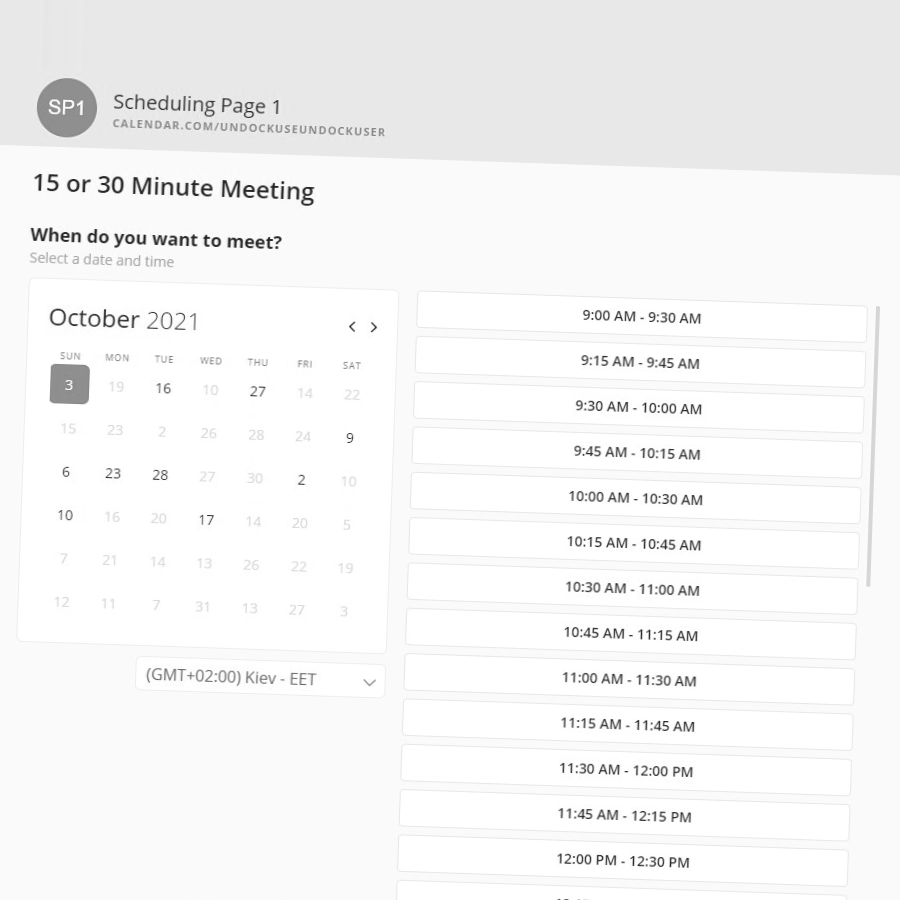 SP1
Scheduling Page 1
CALENDAR.COM/UNDOCKUSEUNDOCKUSER
15 or 30 Minute Meeting
When do you want to meet?
Select a date and time
October 2021
SUN MON TUE WED THU FRI SAT
3 19 16 10 27 14 22
15 23 2 26 28 24 9
6 23 28 27 30 2 10
10 16 20 17 14 20 5
7 21 14 13 26 22 19
12 11 7 31 13 27 3
(GMT+02:00) Kiev - EET
9:00 AM - 9:30 AM
9:15 AM - 9:45 AM
9:30 AM - 10:00 AM
9:45 AM - 10:15 AM
10:00 AM - 10:30 AM
10:15 AM - 10:45 AM
10:30 AM - 11:00 AM
10:45 AM - 11:15 AM
11:00 AM - 11:30 AM
11:15 AM - 11:45 AM
11:30 AM - 12:00 PM
11:45 AM - 12:15 PM
12:00 PM - 12:30 PM